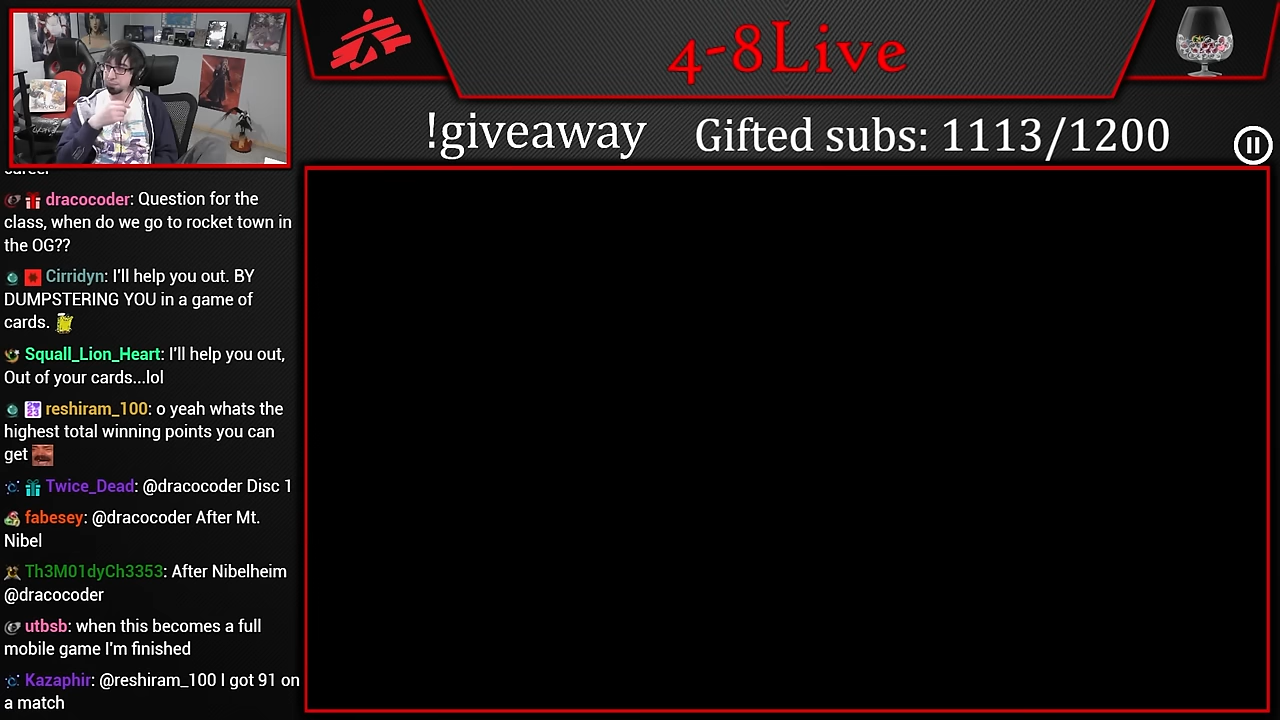 4-8Live
!giveaway
Gifted subs: 1113/1200
dracocoder: Question for the
class, when do we go to rocket town in
the OG??
Cirridyn: I'll help you out. BY
DUMPSTERING YOU in a game of
cards.
Squall_Lion_Heart: I'll help you out,
Out of your cards...lol
reshiram_100: o yeah whats the
highest total winning points you can
get
Twice_Dead: @dracocoder Disc 1
fabesey: @dracocoder After Mt.
Nibel
Th3M01dyCh3353: After Nibelheim
@dracocoder
utbsb: when this becomes a full
mobile game I'm finished
Kazaphir: @reshiram_100 I got 91 on
a match